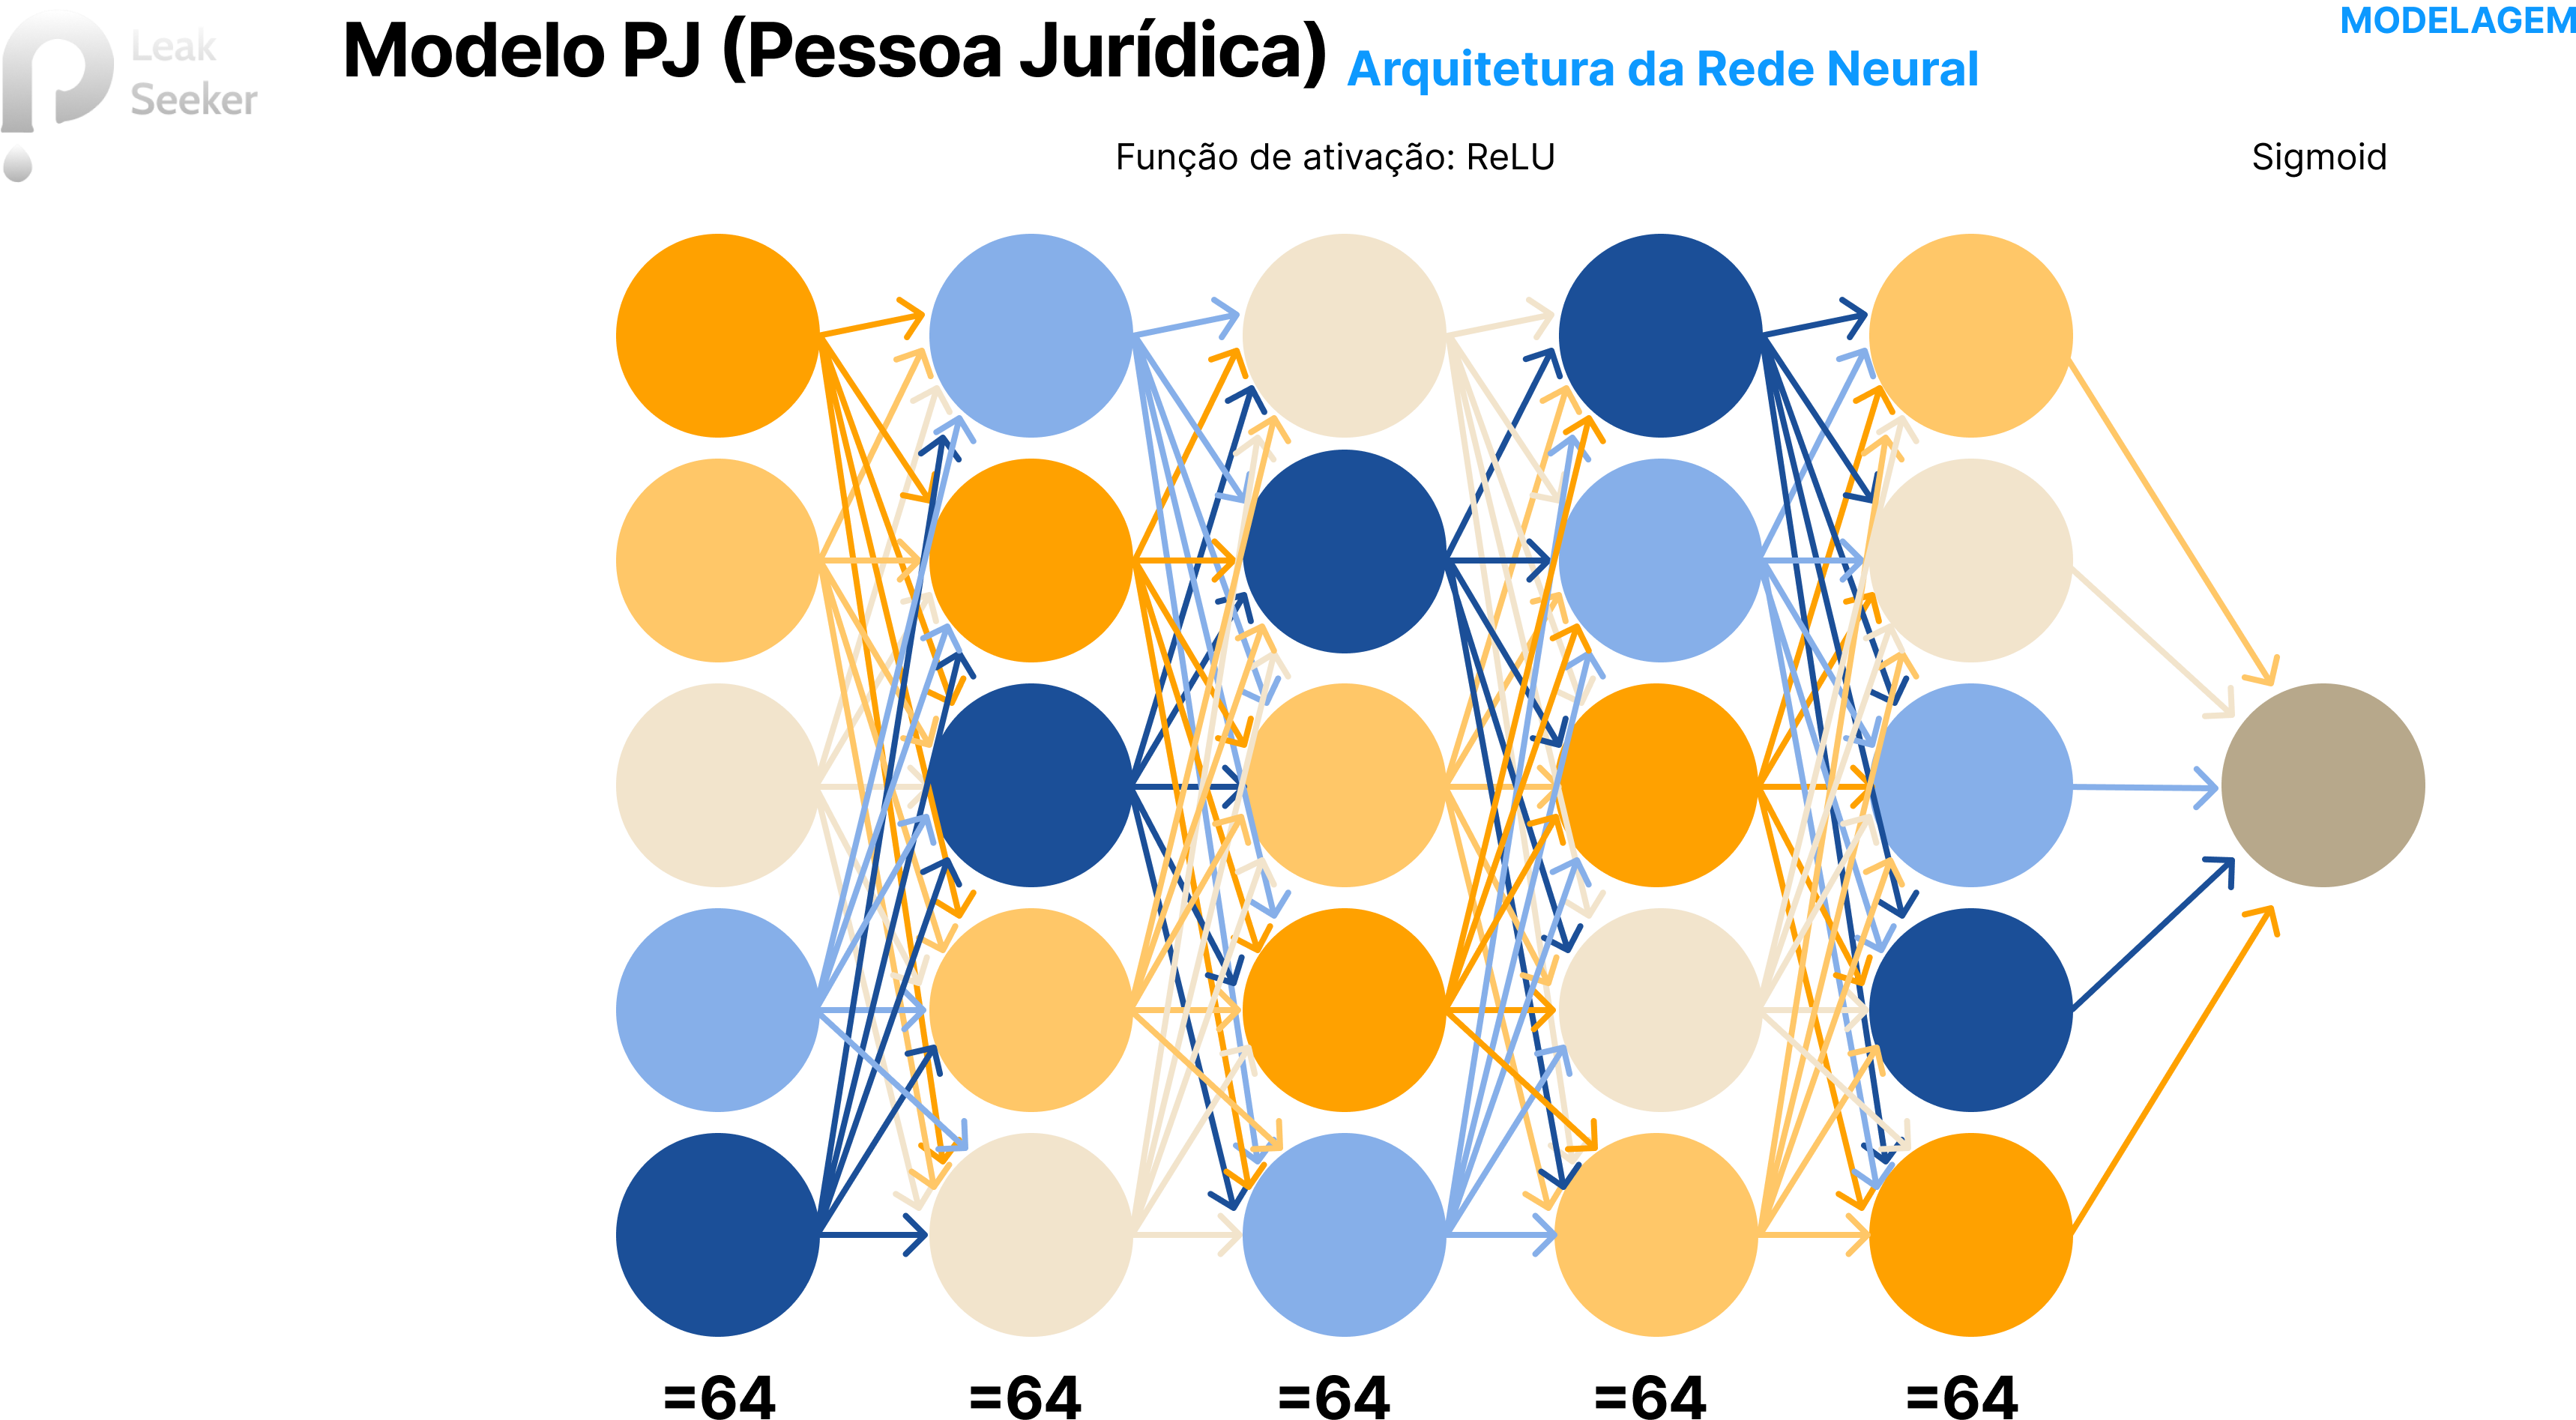 Leak
Seeker
Modelo PJ (Pessoa Jurídica) Arquitetura da Rede Neural
MODELAGEM
Função de ativação: ReLU
Sigmoid
=64 =64 =64 =64 =64